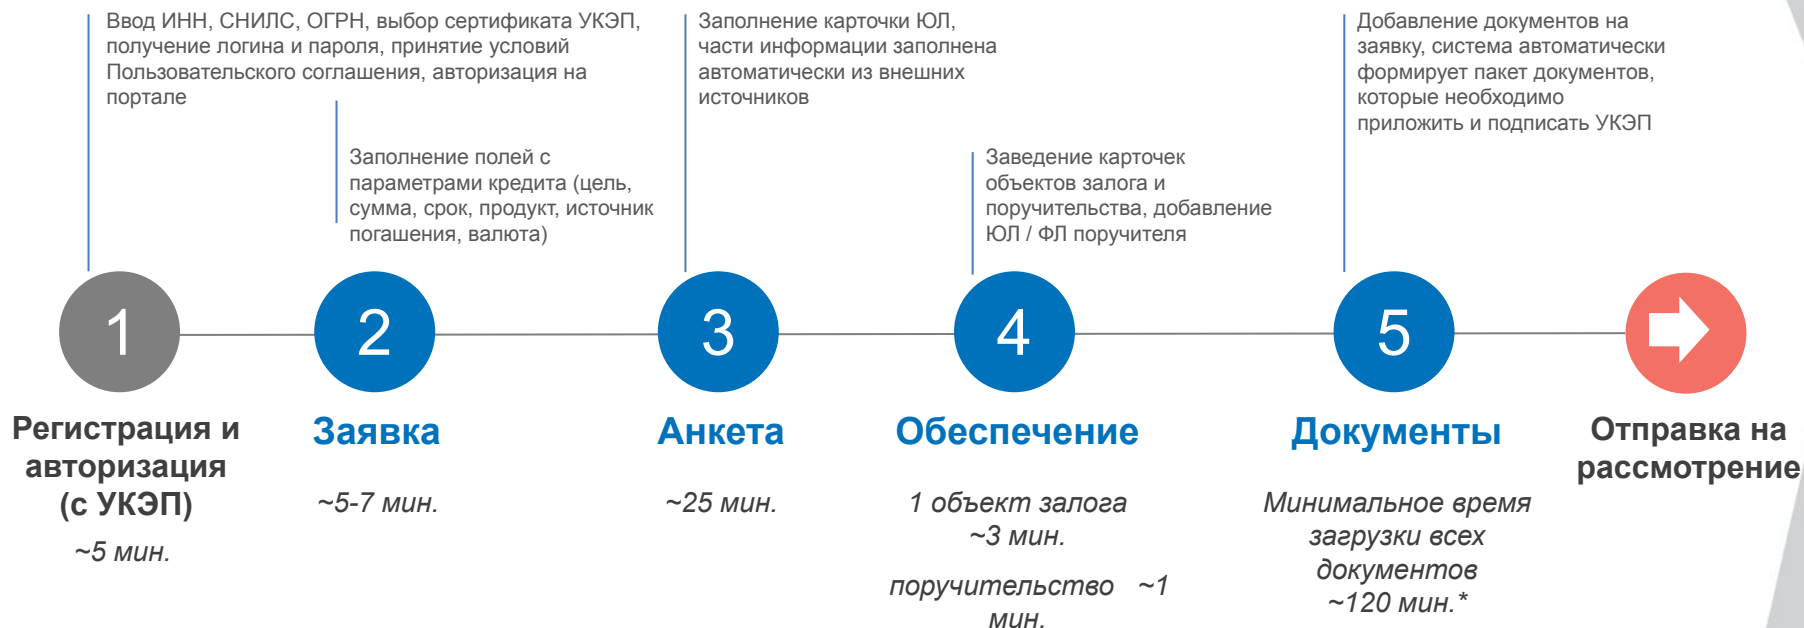 Ввод ИНН, СНИЛС, ОГРН, выбор сертификата УКЭП,
получение логина и пароля, принятие условий
Пользовательского соглашения, авторизация на
портале
Заполнение полей с
параметрами кредита (цель,
сумма, срок, продукт, источник
погашения, валюта)
Заполнение карточки ЮЛ,
части информации заполнена
автоматически из внешних
источников
Заведение карточек
объектов залога и
поручительства, добавление
ЮЛ / ФЛ поручителя
Добавление документов на
заявку, система автоматически
формирует пакет документов,
которые необходимо
приложить и подписать УКЭП
1
2
3
4
5
Регистрация и
авторизация
(с УКЭП)
~5 мин.
Заявка
~5-7 мин.
Анкета
~25 мин.
Обеспечение
1 объект залога
~3 мин.
поручительство ~1
мин.
Документы
Минимальное время
загрузки всех
документов
~120 мин.*
Отправка на
рассмотрение